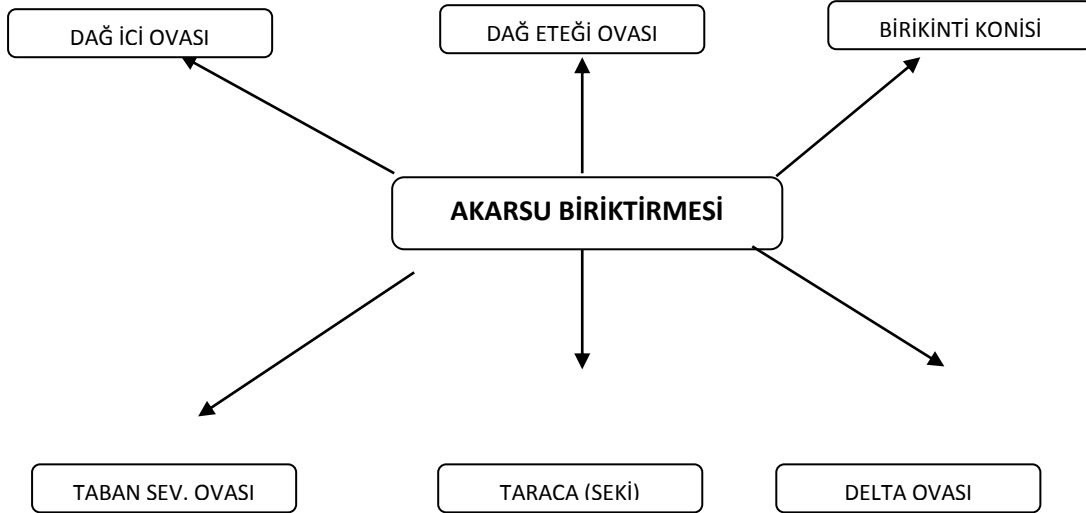 DAĞ İCİ OVASI
DAĞ ETEĞİ OVASI
BİRİKİNTİ KONİSİ
AKARSU BİRİKTİRMESİ
TABAN SEV. OVASI
TARACA (SEKİ)
DELTA OVASI